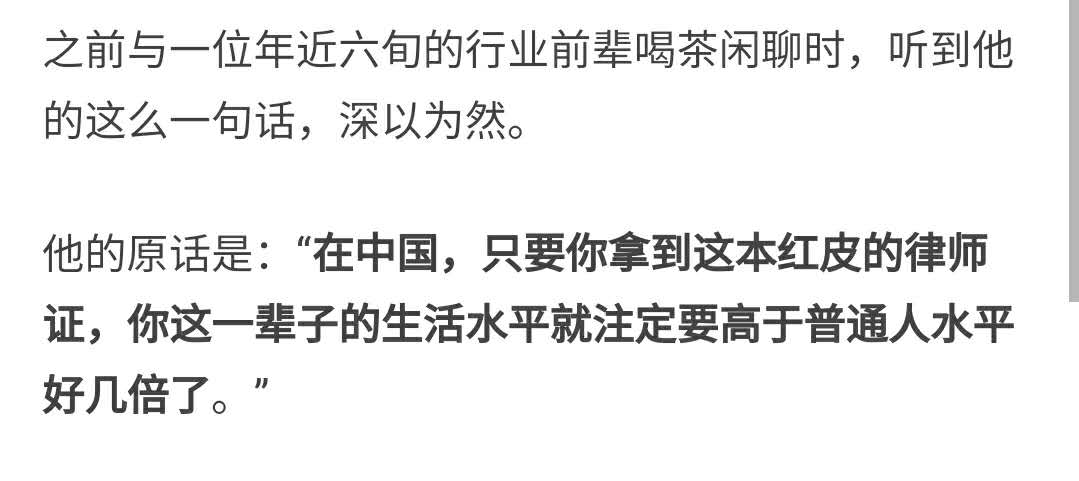 之前与一位年近六旬的行业前辈喝茶闲聊时，听到他
的这么一句话，深以为然。
他的原话是：“在中国，只要你拿到这本红皮的律师
证，你这一辈子的生活水平就注定要高于普通人水平
好几倍了。”